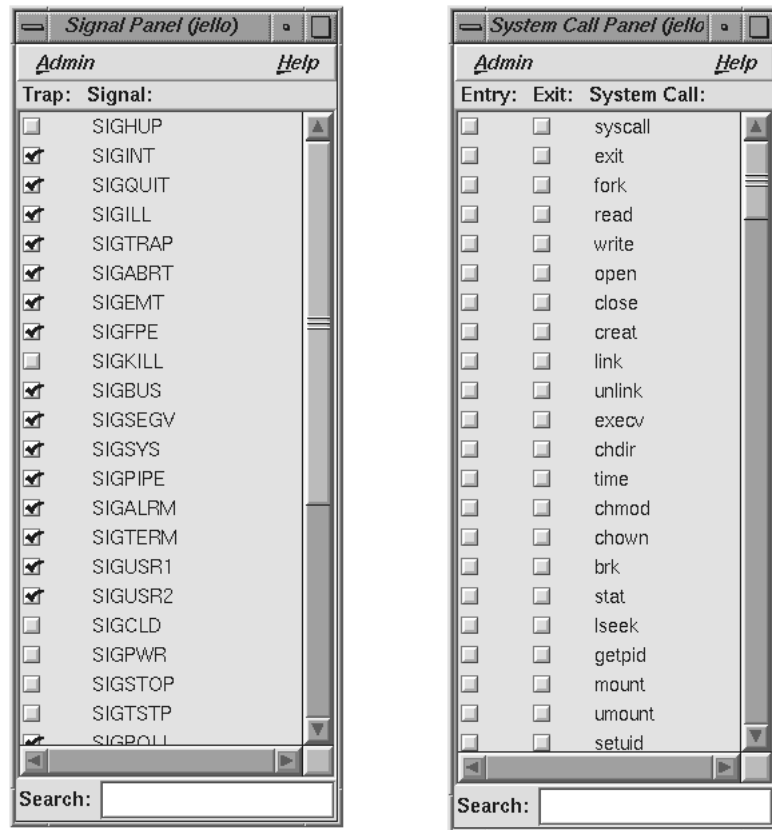 Signal Panel (jello)
Admin Help
Trap: Signal:
SIGHUP
SIGINT
SIGQUIT
SIGILL
SIGTRAP
SIGABRT
SIGEMT
SIGFPE
SIGKILL
SIGBUS
SIGSEGV
SIGSYS
SIGPIPE
SIGALRM
SIGTERM
SIGUSR1
SIGUSR2
SIGCLD
SIGPWR
SIGSTOP
SIGTSTP
SIGPOLL
Search:
System Call Panel (jello
Admin Help
Entry: Exit: System Call:
syscall
exit
fork
read
write
open
close
creat
link
unlink
execv
chdir
time
chmod
chown
brk
stat
lseek
getpid
mount
umount
setuid
Search: